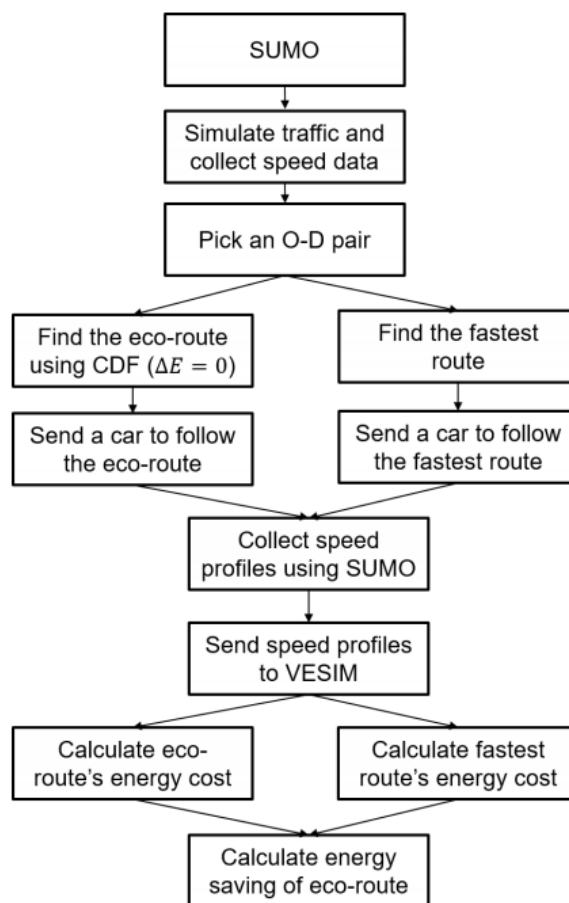 SUMO
Simulate traffic and
collect speed data
Pick an O-D pair
Find the eco-route
using CDF (ΔE = 0)
Find the fastest
route
Send a car to follow
the eco-route
Send a car to follow
the fastest route
Collect speed
profiles using SUMO
Send speed profiles
to VESIM
Calculate eco-
route's energy cost
Calculate fastest
route's energy cost
Calculate energy
saving of eco-route